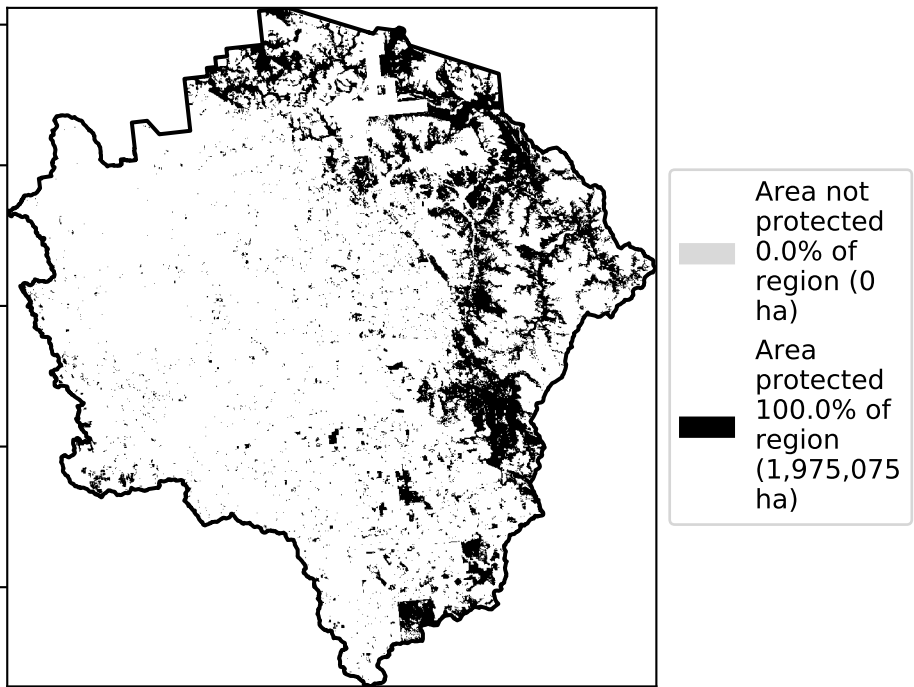 Area not
protected
0.0% of
region (0
ha)
Area
protected
100.0% of
region
(1,975,075
ha)